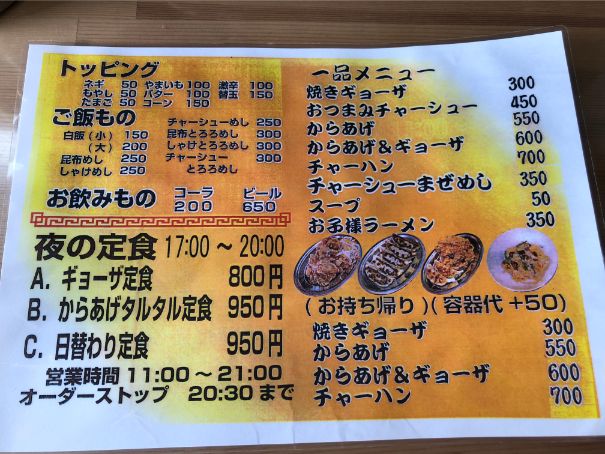 トッピング
ネギ 50 やまいも 100 激辛 100
もやし 50 バター 100 替玉 150
たまご 50 コーン 150
ご飯もの
白飯(小) 150
(大) 200
昆布めし 250
しゃけめし 250
チャーシューめし 250
昆布とろろめし 300
しゃけとろろめし 300
チャーシュー
とろろめし 300
お飲みもの
コーラ 200
ビール 650
夜の定食 17:00 ~ 20:00
A. ギョーザ定食 800円
B. からあげタルタル定食 950円
C. 日替わり定食 950円
営業時間 11:00 ~ 21:00
オーダーストップ 20:30 まで
一品メニュー
焼きギョーザ 300
おつまみチャーシュー 450
からあげ 550
からあげ&ギョーザ 600
チャーハン 700
チャーシューまぜめし 350
スープ 50
お子様ラーメン 350
(お持ち帰り)(容器代 +50)
焼きギョーザ 300
からあげ 550
からあげ&ギョーザ 600
チャーハン 700